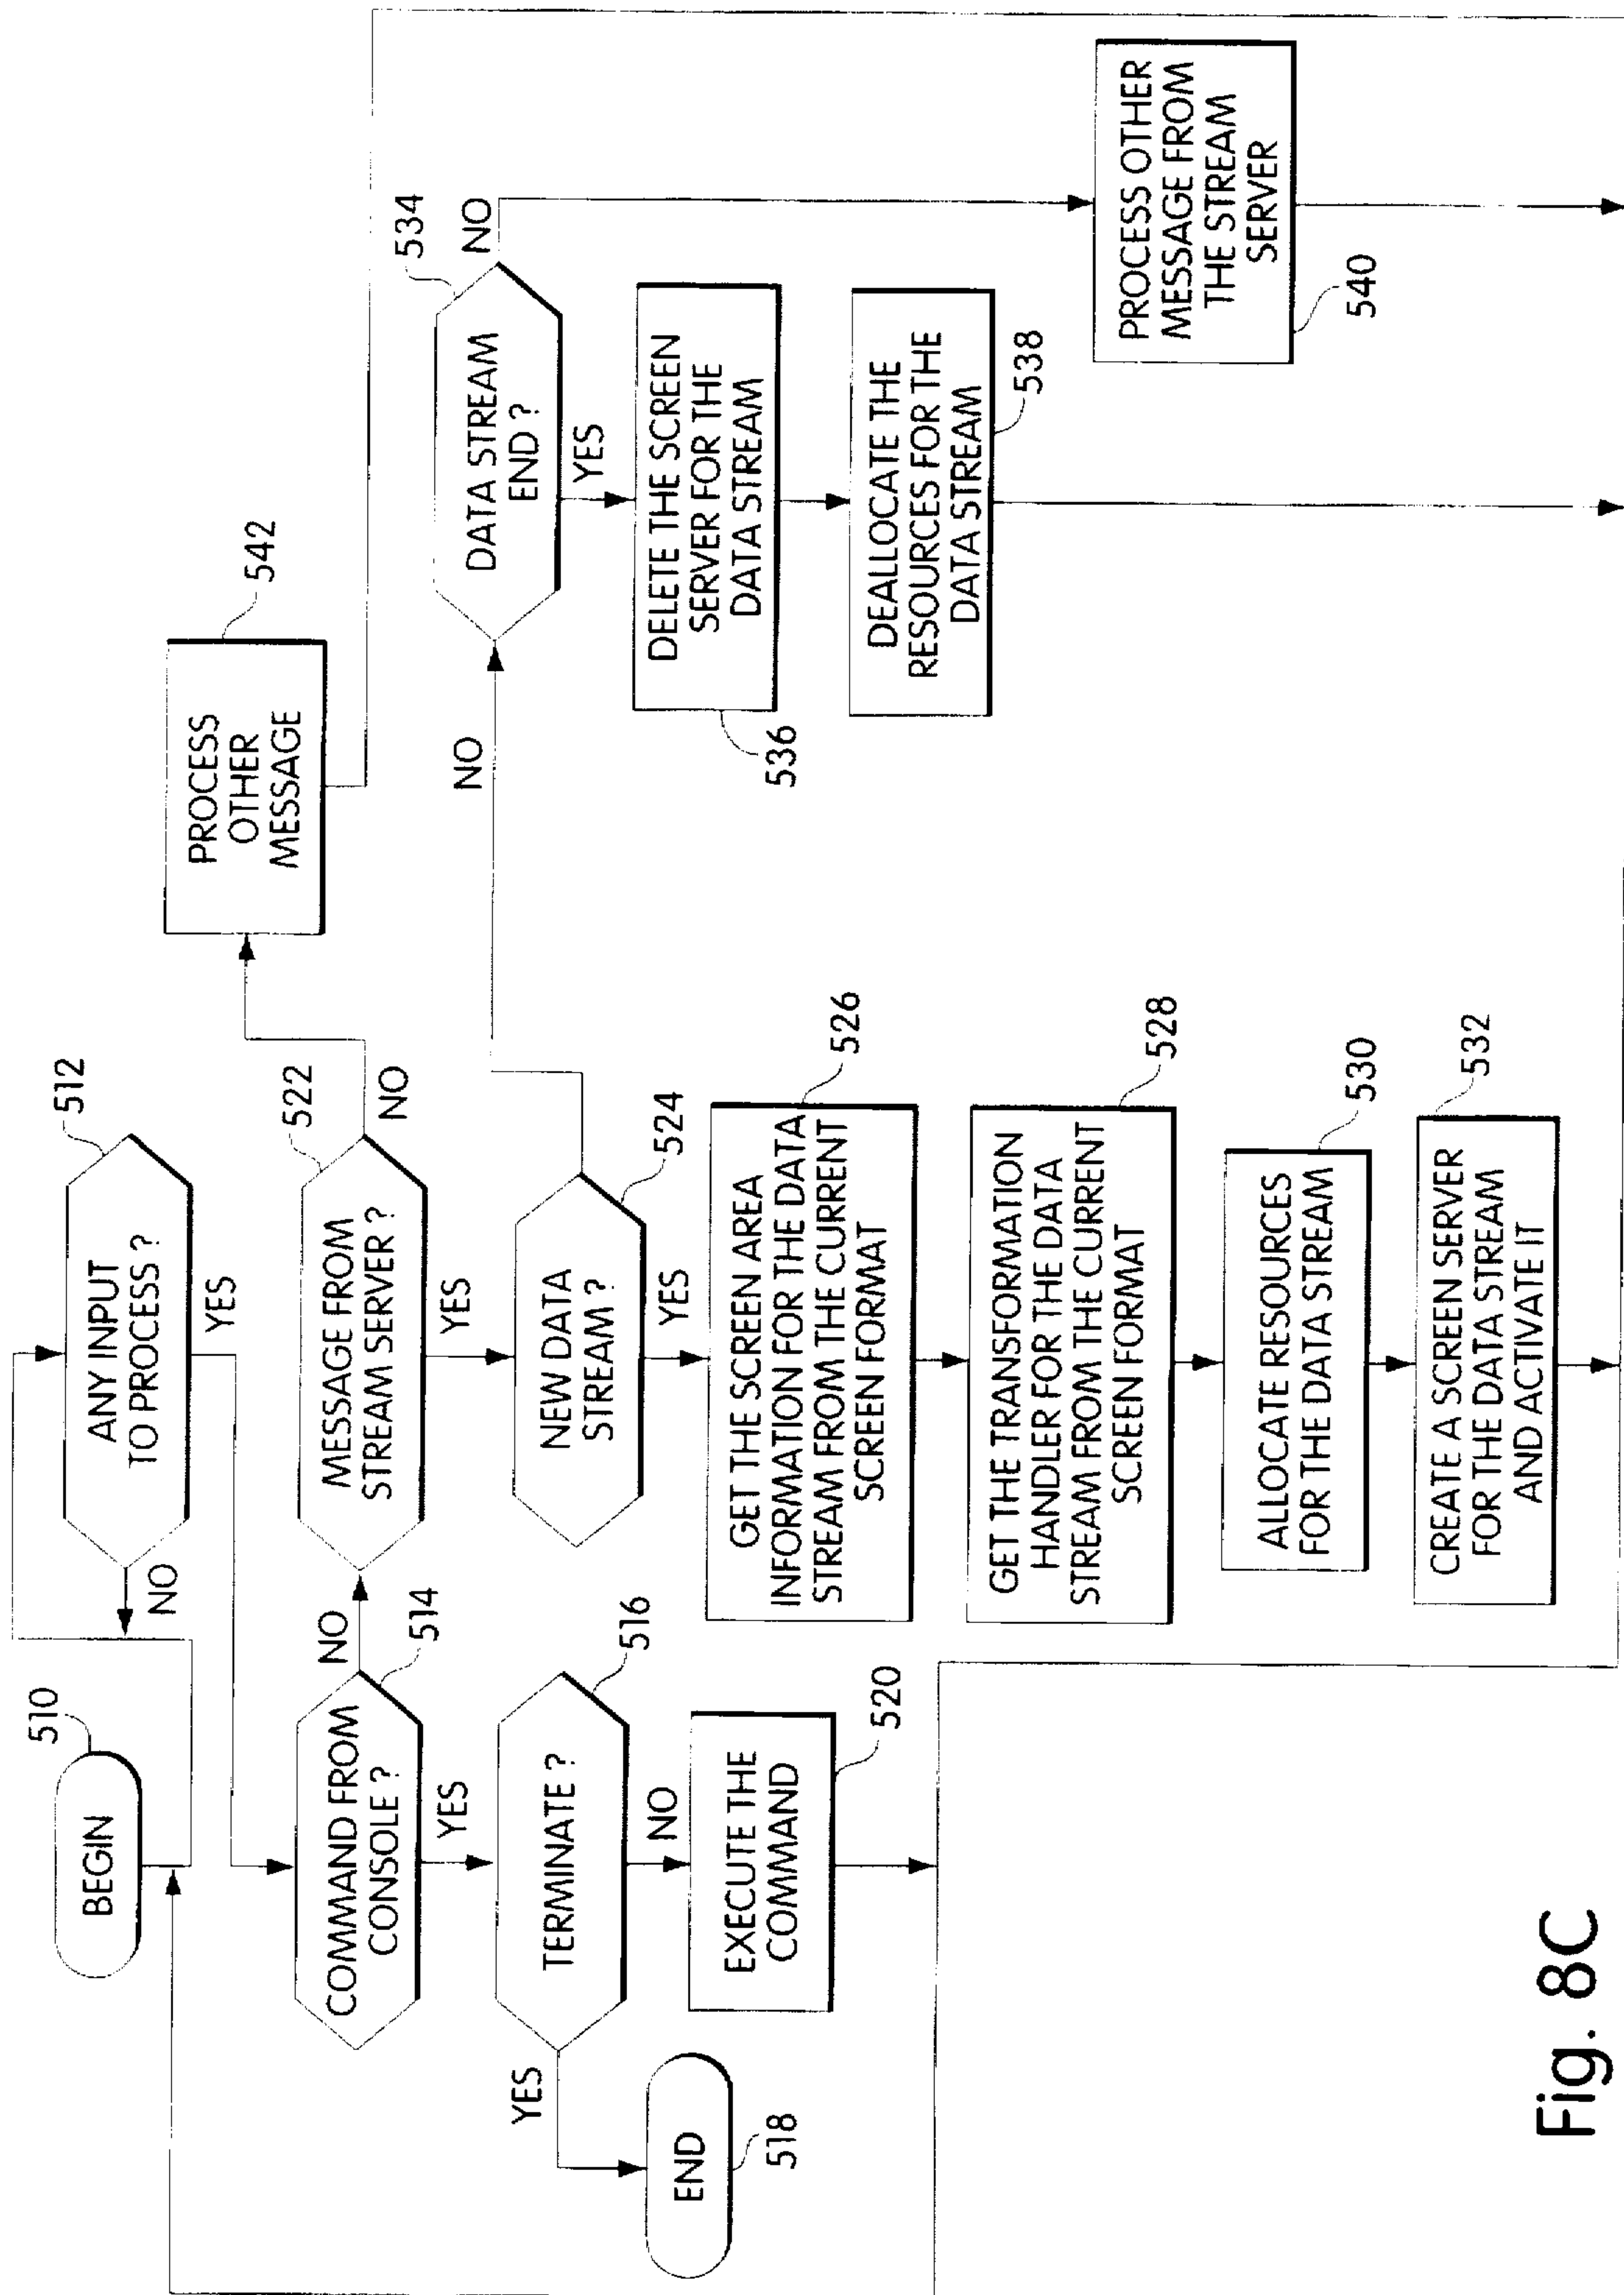 BEGIN
510
ANY INPUT
TO PROCESS ?
512
NO
YES
COMMAND FROM
CONSOLE ?
514
NO
YES
MESSAGE FROM
STREAM SERVER ?
522
NO
YES
PROCESS
OTHER
MESSAGE
542
TERMINATE ?
516
YES
NO
END
518
EXECUTE THE
COMMAND
520
NEW DATA
STREAM ?
524
NO
YES
GET THE SCREEN AREA
INFORMATION FOR THE DATA
STREAM FROM THE CURRENT
SCREEN FORMAT
526
GET THE TRANSFORMATION
HANDLER FOR THE DATA
STREAM FROM THE CURRENT
SCREEN FORMAT
528
ALLOCATE RESOURCES
FOR THE DATA STREAM
530
CREATE A SCREEN SERVER
FOR THE DATA STREAM
AND ACTIVATE IT
532
DATA STREAM
END ?
534
NO
YES
DELETE THE SCREEN
SERVER FOR THE
DATA STREAM
536
DEALLOCATE THE
RESOURCES FOR THE
DATA STREAM
538
PROCESS OTHER
MESSAGE FROM
THE STREAM
SERVER
540
Fig. 8C